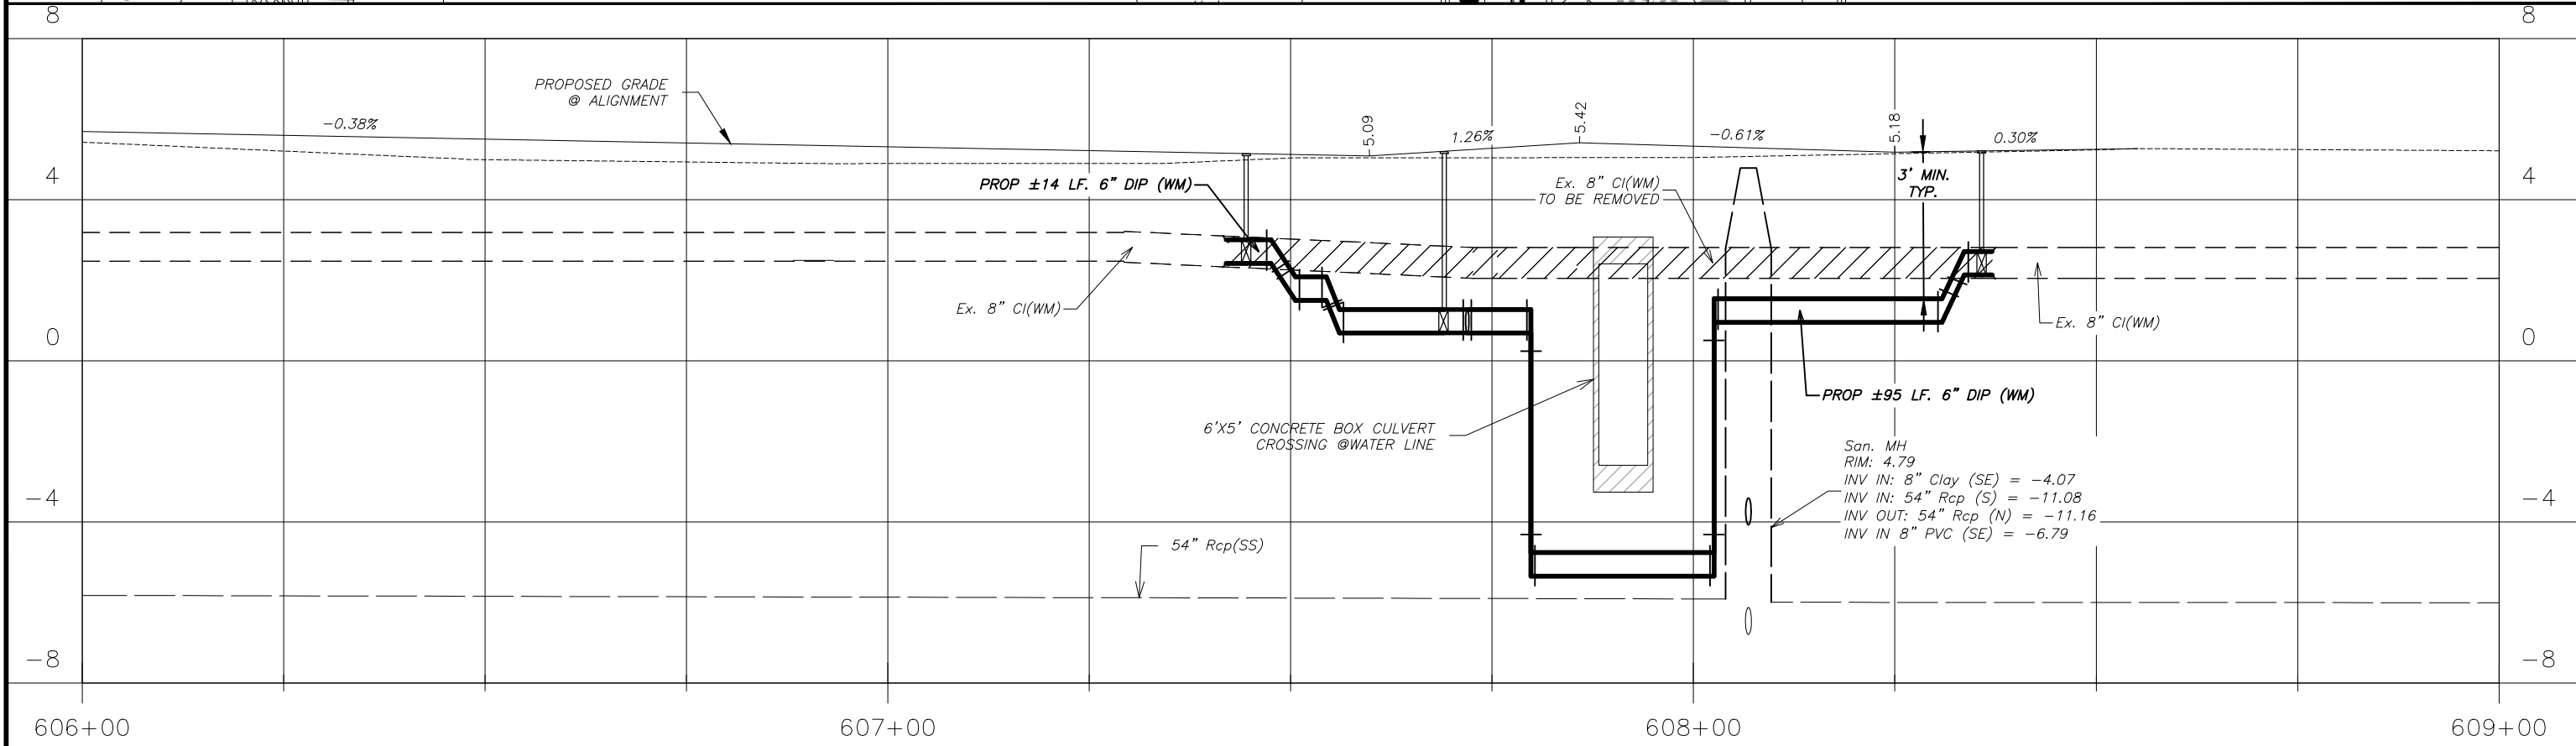 8
8
PROPOSED GRADE
@ ALIGNMENT
-0.38%
5.09
1.26%
5.42
-0.61%
5.18
0.30%
4
PROP ±14 LF. 6" DIP (WM)
Ex. 8" CI(WM)
TO BE REMOVED
3' MIN.
TYP.
4
Ex. 8" CI(WM)
Ex. 8" CI(WM)
0
0
PROP ±95 LF. 6" DIP (WM)
6'X5' CONCRETE BOX CULVERT
CROSSING @WATER LINE
San. MH
RIM: 4.79
INV IN: 8" Clay (SE) = -4.07
INV IN: 54" Rcp (S) = -11.08
INV OUT: 54" Rcp (N) = -11.16
INV IN 8" PVC (SE) = -6.79
-4
-4
54" Rcp(SS)
-8
-8
606+00
607+00
608+00
609+00